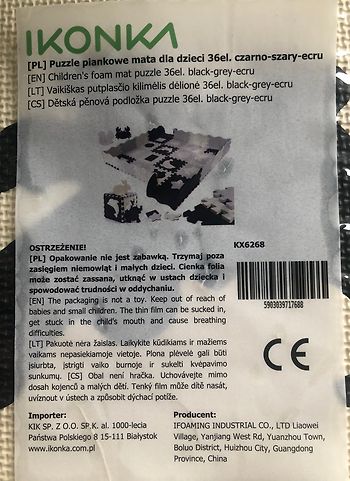 IKONKA
[PL] Puzzle piankowe mata dla dzieci 36el. czarno-szary-ecru
[EN] Children's foam mat puzzle 36el. black-grey-ecru
[LT] Vaikiškas putplasčio kilimėlis dėlionė 36el. black-grey-ecru
[CS] Dětská pěnová podložka puzzle 36el. black-grey-ecru
OSTRZEŻENIE!
[PL] Opakowanie nie jest zabawką. Trzymaj poza
zasięgiem niemowląt i małych dzieci. Cienka folia
może zostać zassana, utknąć w ustach dziecka i
spowodować trudności w oddychaniu.
[EN] The packaging is not a toy. Keep out of reach of
babies and small children. The thin film can be sucked in,
get stuck in the child's mouth and cause breathing
difficulties.
[LT] Pakuotė nėra žaislas. Laikykite kūdikiams ir mažiems
vaikams nepasiekiamoje vietoje. Plona plėvelė gali būti
įsiurbta, įstrigti vaiko burnoje ir sukelti kvėpavimo
sunkumų. [CS] Obal není hračka. Uchovávejte mimo
dosah kojenců a malých dětí. Tenký film může dítě nasát,
uvíznout v ústech a způsobit dýchací potíže.
KX6268
5903039717688
CE
Importer:
KIK SP. Z O.O. SP.K. al. 1000-lecia
Państwa Polskiego 8 15-111 Białystok
www.ikonka.com.pl
Producent:
IFOAMING INDUSTRIAL CO., LTD Liaowei
Village, Yanjiang West Rd, Yuanzhou Town,
Boluo District, Huizhou City, Guangdong
Province, China